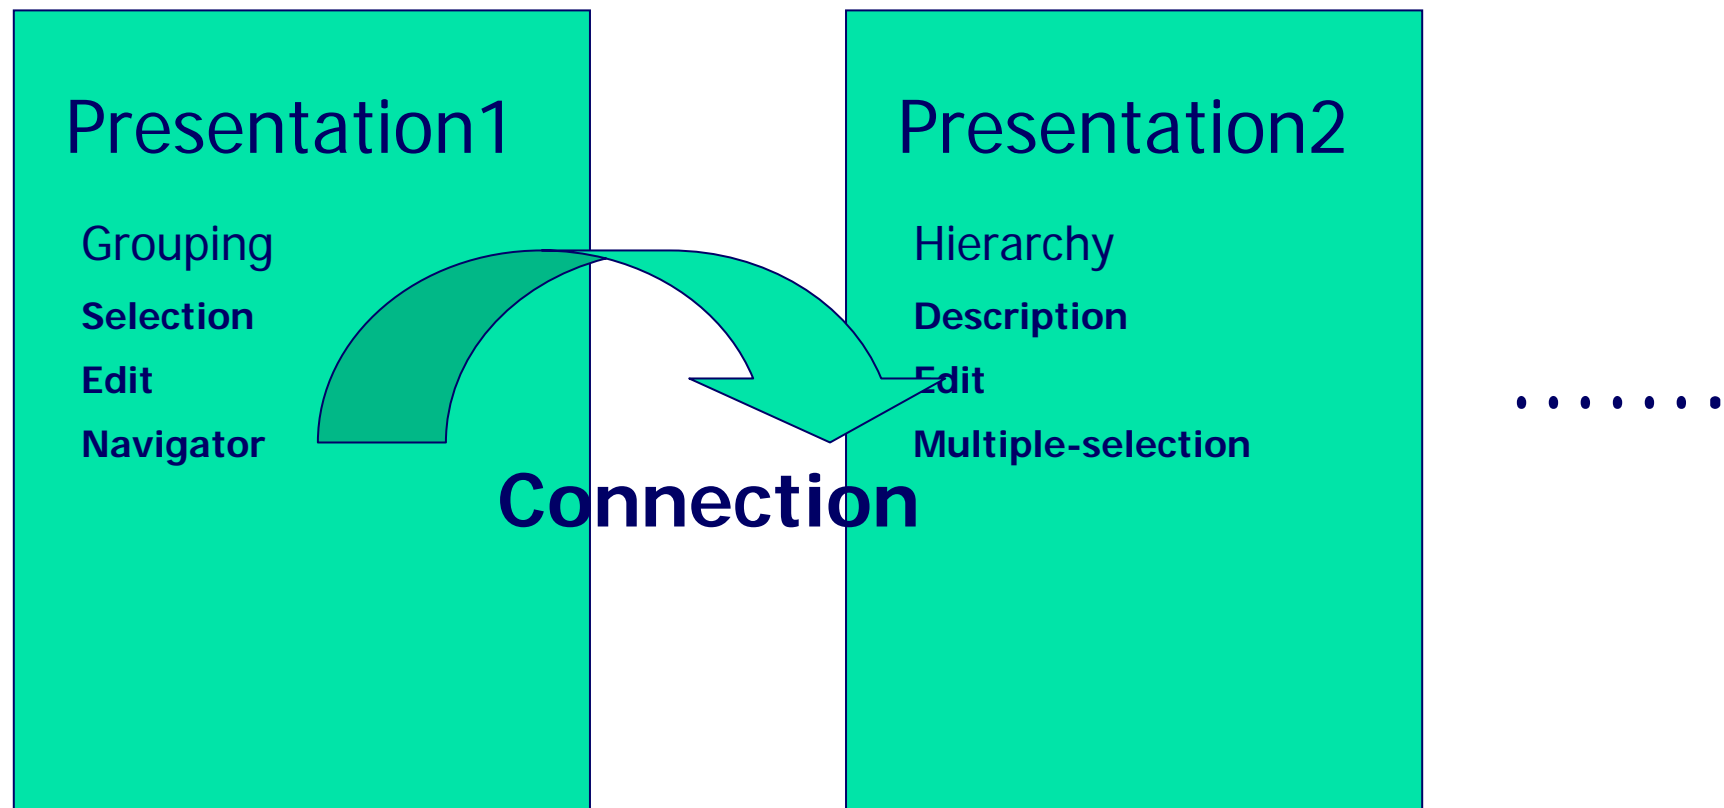 Presentation1
Grouping
Selection
Edit
Navigator
Connection
Presentation2
Hierarchy
Description
Edit
Multiple-selection
.......